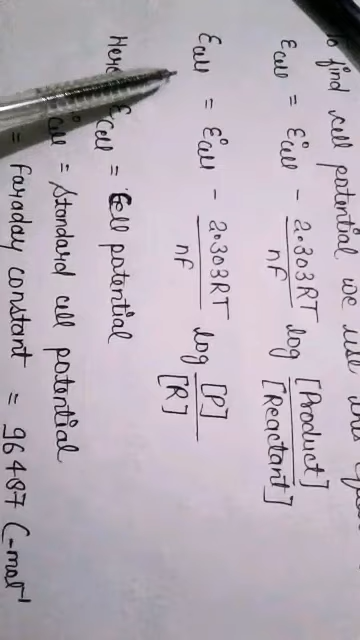 To find cell potential we use this
Ecell = E°cell - 2.303RT/nF log [Product]/[Reactant]
Ecell = E°cell - 2.303RT/nF log [P]/[R]
Here Ecell = Cell potential
E°cell = Standard cell potential
= Faraday constant = 96487 C-mol⁻¹